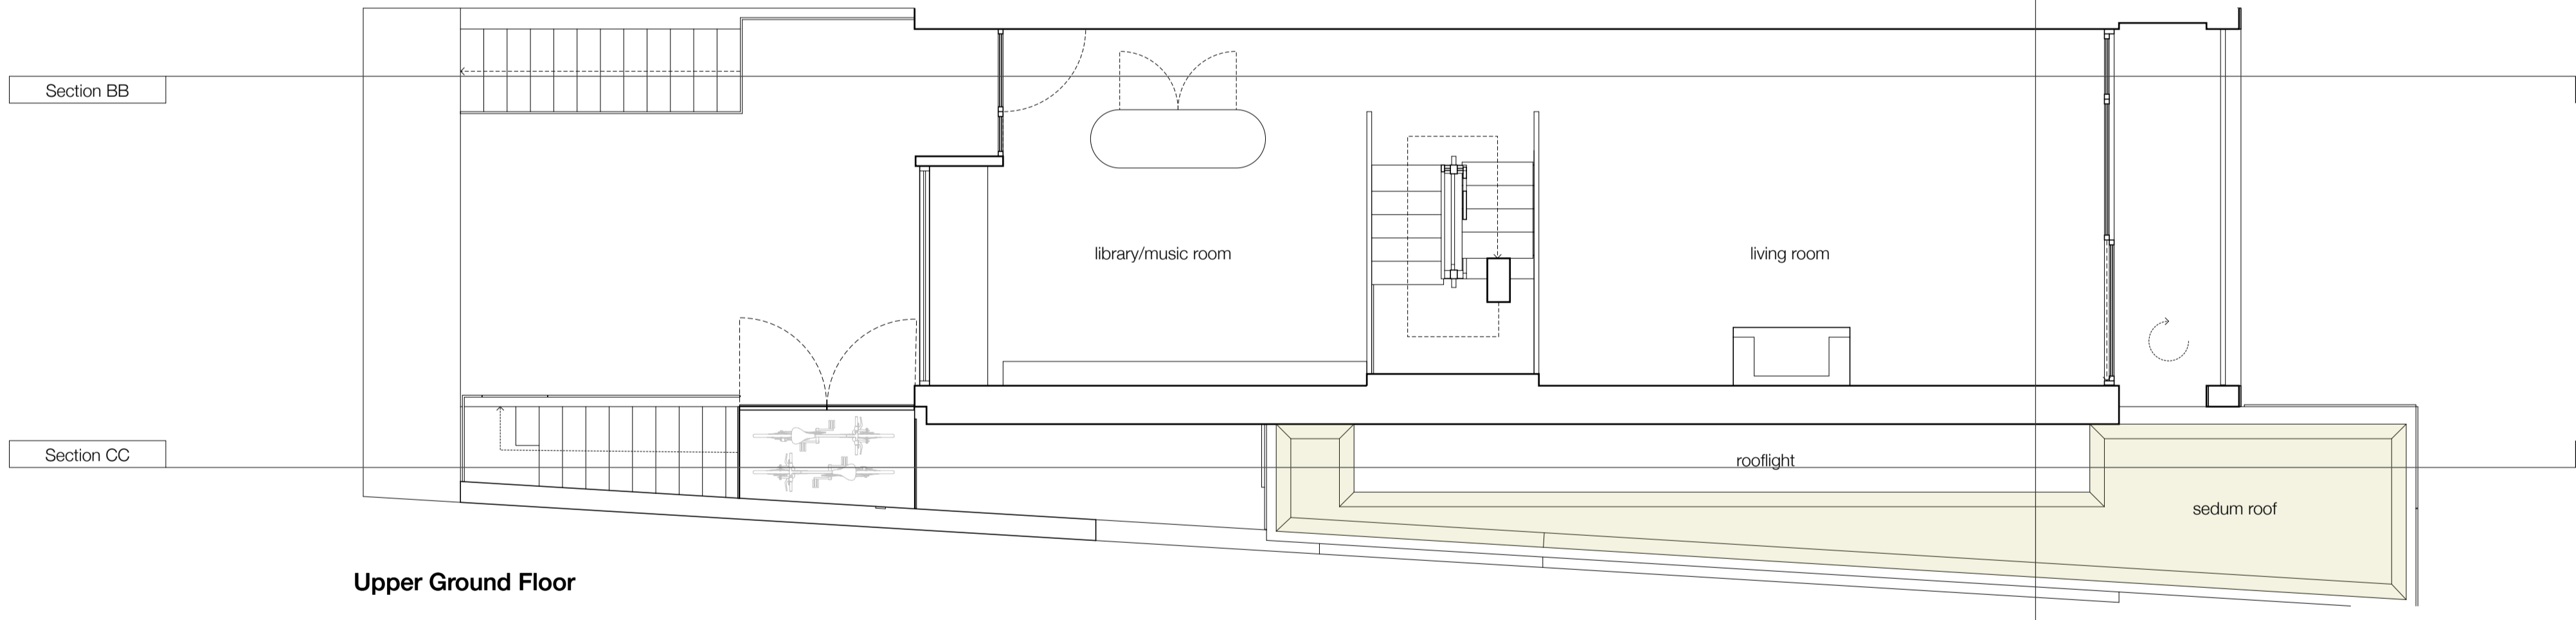 Section BB
library/music room
living room
Section CC
rooflight
sedum roof
Upper Ground Floor